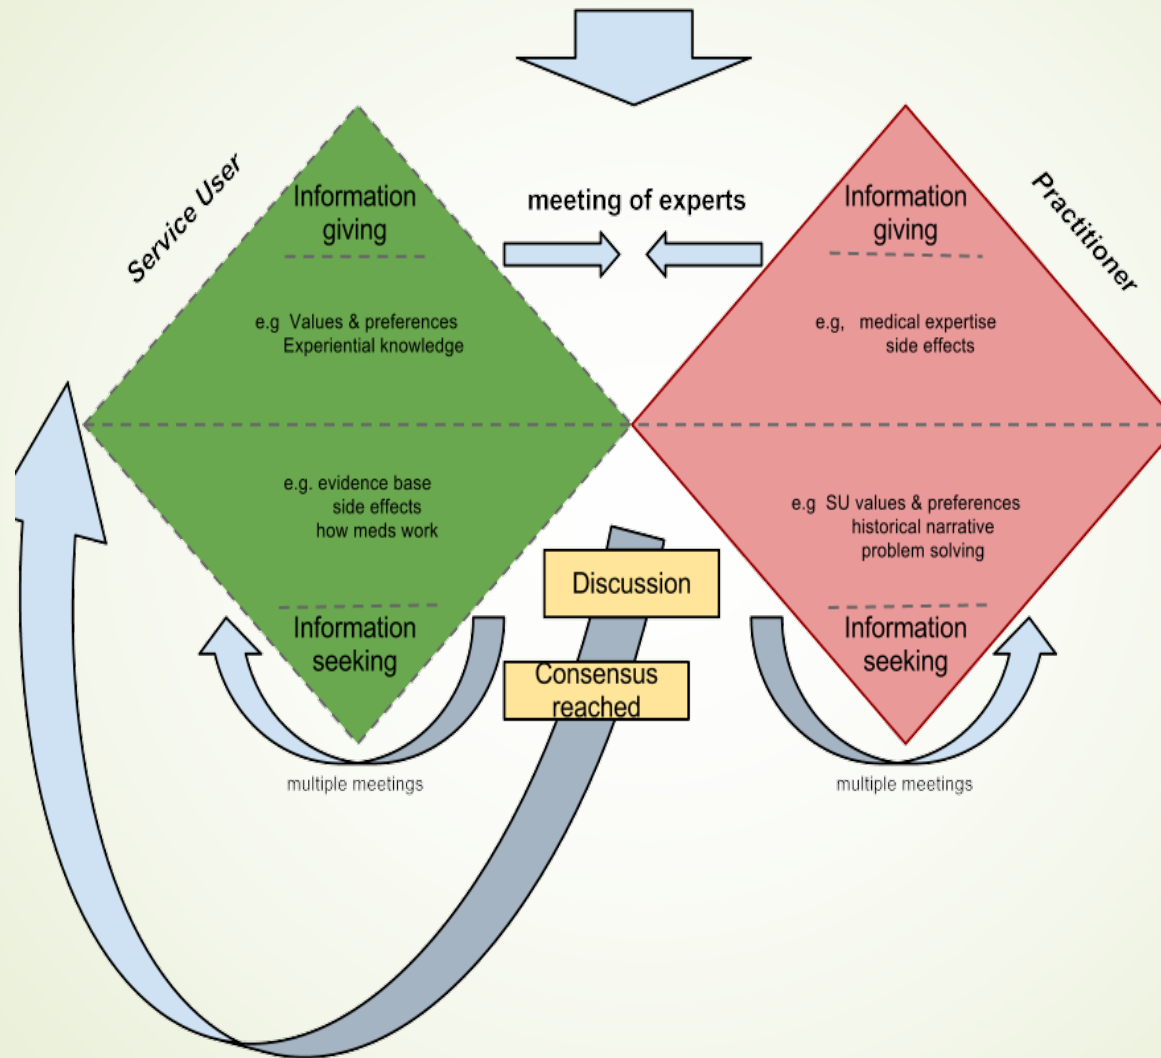 Service User
Information
giving
e.g Values & preferences
Experiential knowledge
e.g. evidence base
side effects
how meds work
Information
seeking
multiple meetings
meeting of experts
Discussion
Consensus
reached
Practitioner
Information
giving
e.g, medical expertise
side effects
e.g SU values & preferences
historical narrative
problem solving
Information
seeking
multiple meetings